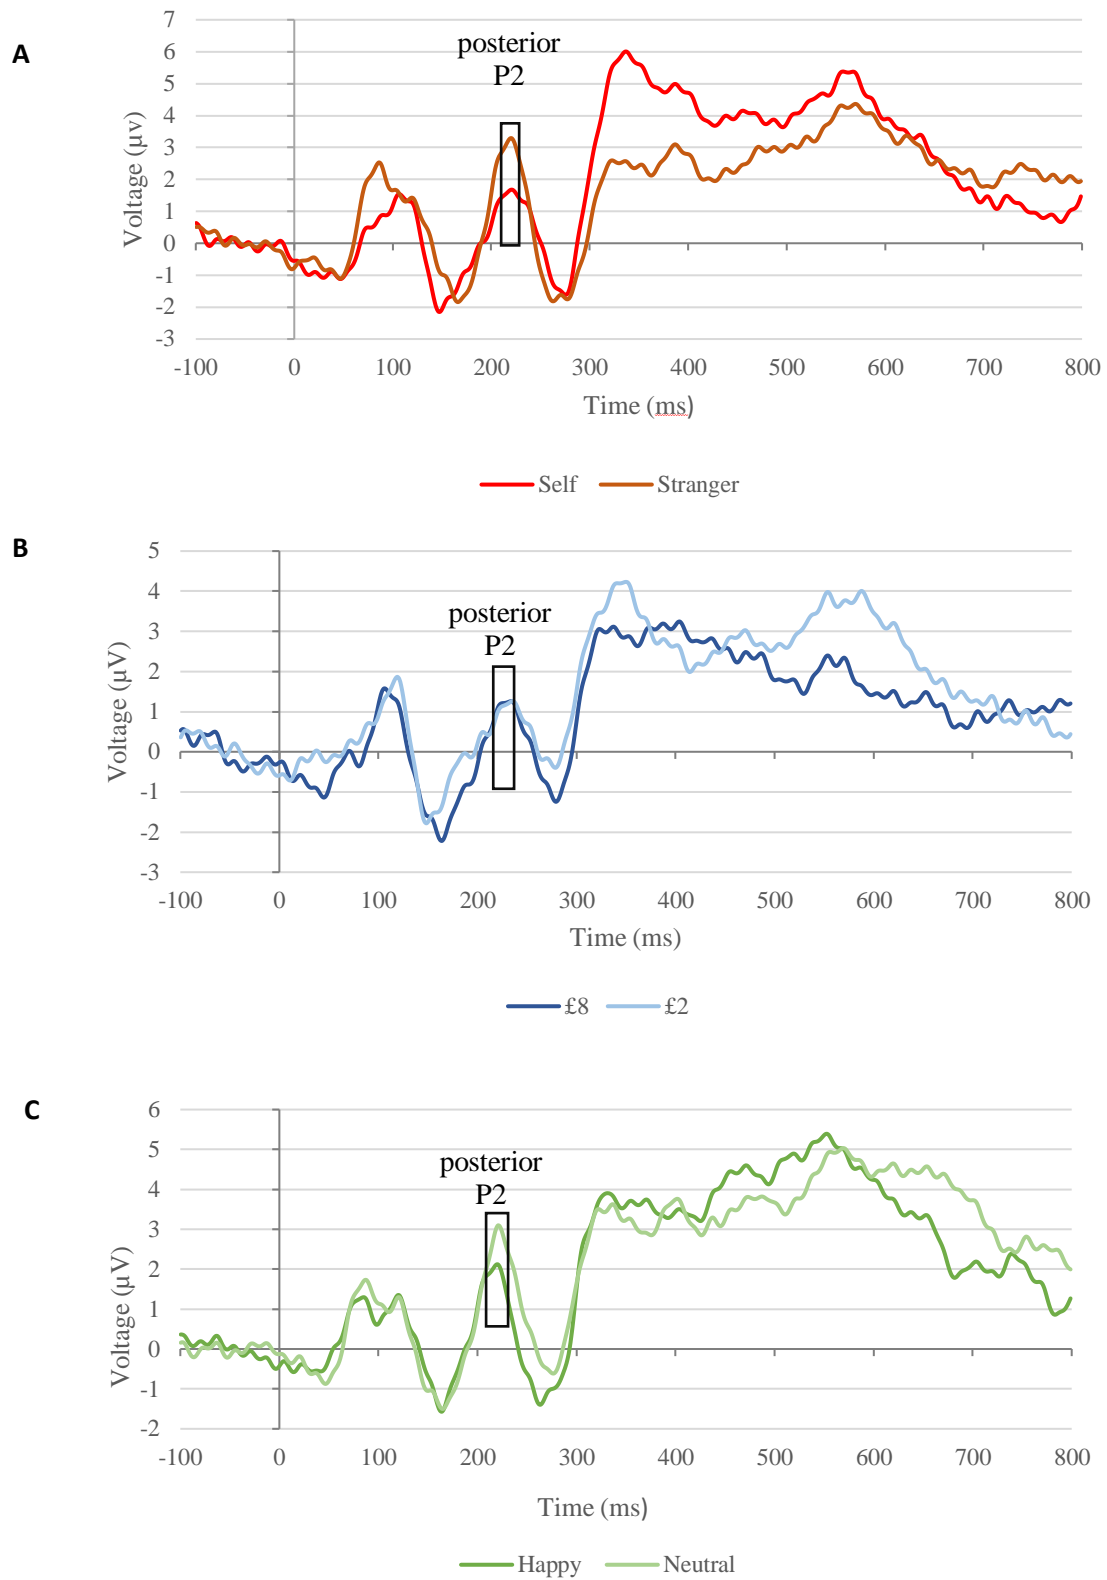 A
posterior
P2
7
6
5
4
3
2
1
0
-1
-2
-3
Voltage (µv)
-100 0 100 200 300 400 500 600 700 800
Time (ms)
Self Stranger
B
posterior
P2
5
4
3
2
1
0
-1
-2
-3
Voltage (µV)
-100 0 100 200 300 400 500 600 700 800
Time (ms)
£8 £2
C
posterior
P2
6
5
4
3
2
1
0
-1
-2
Voltage (µV)
-100 0 100 200 300 400 500 600 700 800
Time (ms)
Happy Neutral